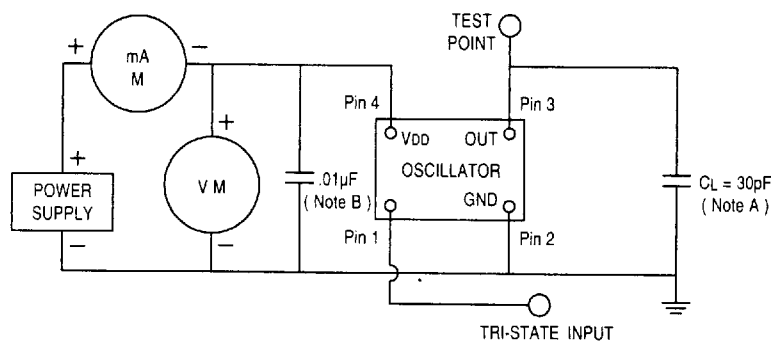 TEST
POINT
+
mA
M
−
+
Pin 4
Pin 3
+
V M
−
VDD
OUT
OSCILLATOR
GND
+
POWER
SUPPLY
−
.01µF
( Note B )
CL = 30pF
( Note A )
Pin 1
Pin 2
TRI-STATE INPUT